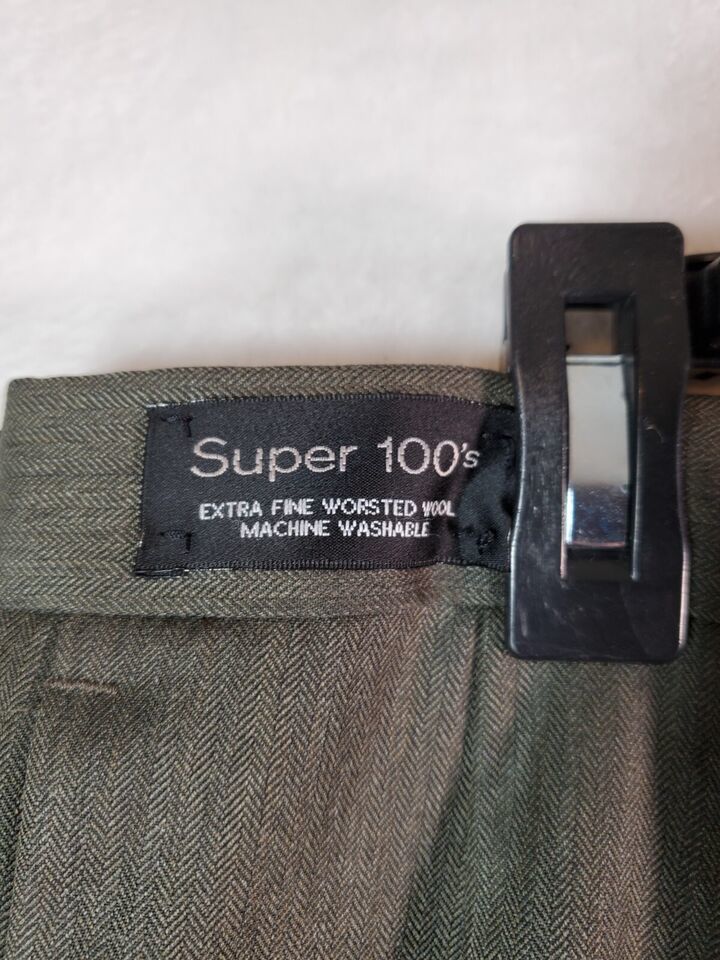 Super 100's
EXTRA FINE WORSTED WOOL
MACHINE WASHABLE